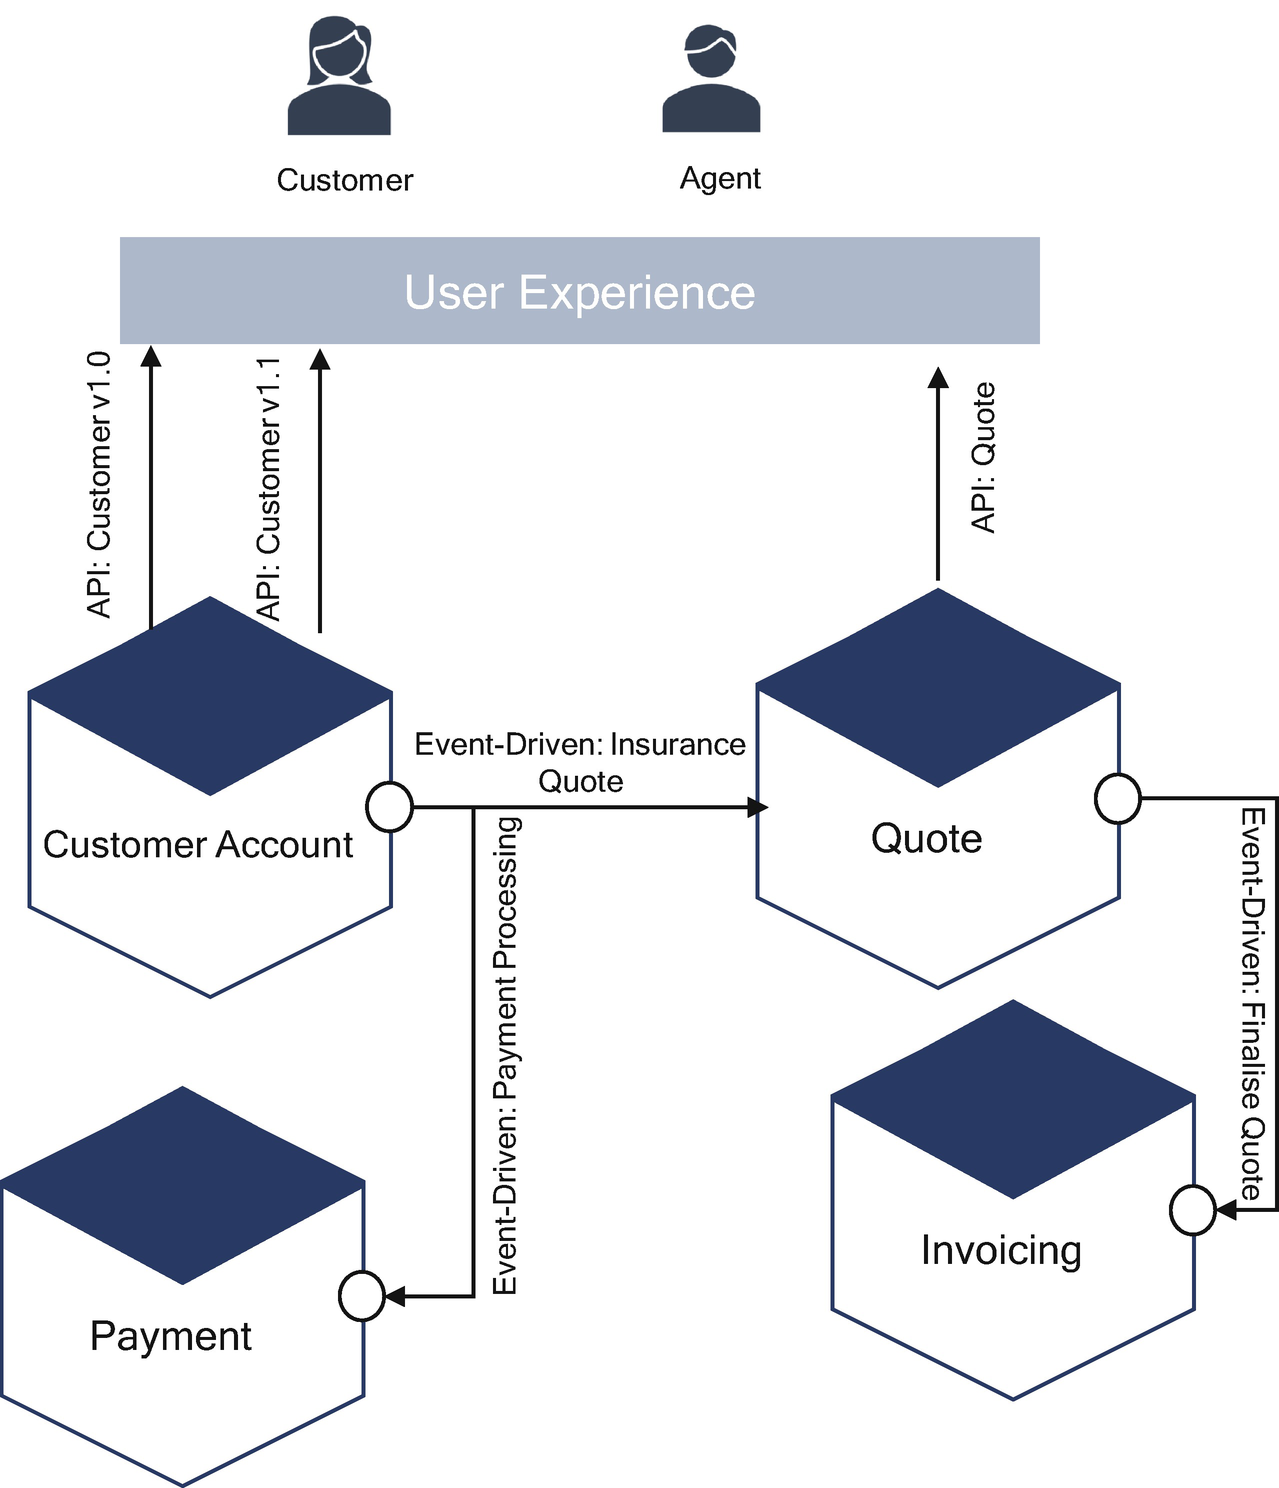 Customer
Agent
User Experience
API: Customer v1.0
API: Customer v1.1
API: Quote
Event-Driven: Insurance
Quote
Customer Account
Quote
Event-Driven: Payment Processing
Event-Driven: Finalise Quote
Invoicing
Payment